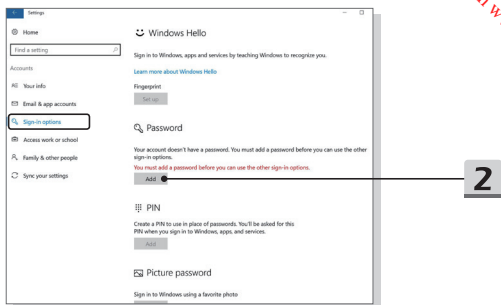 Settings
Home
Find a setting
Accounts
Your info
Email & app accounts
Sign-in options
Access work or school
Family & other people
Sync your settings
Windows Hello
Sign in to Windows, apps and services by teaching Windows to recognize you.
Learn more about Windows Hello
Fingerprint
Set up
Password
Your account doesn't have a password. You must add a password before you can use the other
sign-in options.
You must add a password before you can use the other sign-in options.
Add
PIN
Create a PIN to use in place of passwords. You'll be asked for this
PIN when you sign in to Windows, apps, and services.
Add
Picture password
Sign in to Windows using a favorite photo
2